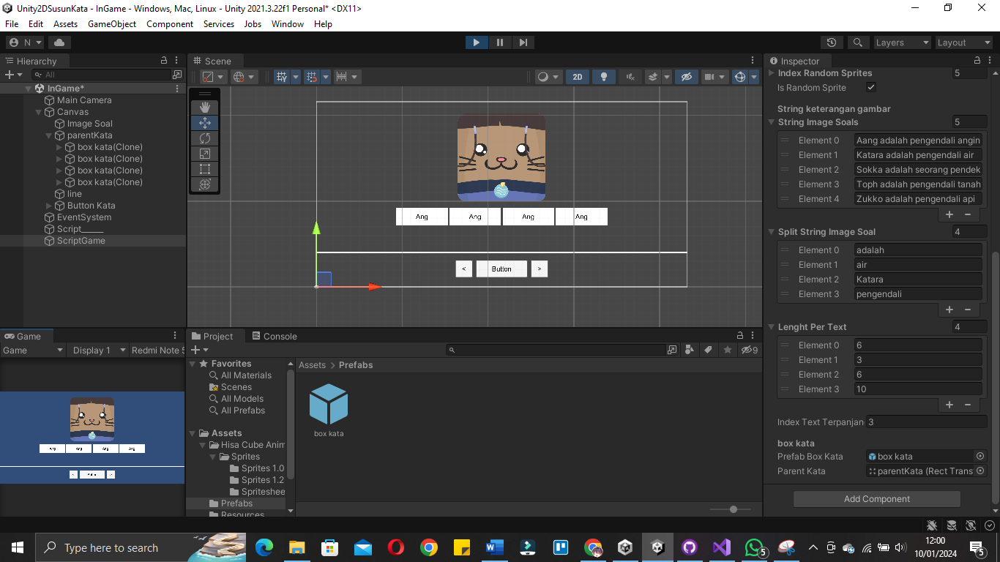 Unity2DSusunKata - InGame - Windows, Mac, Linux - Unity 2021.3.22f1 Personal* <DX11>
File Edit Assets GameObject Component Services Jobs Window Help
N Layers Layout
Hierarchy
All
InGame*
Main Camera
Canvas
Image Soal
parentKata
box kata(Clone)
box kata(Clone)
box kata(Clone)
box kata(Clone)
line
Button Kata
EventSystem
Script_____
ScriptGame
Scene
2D
Ang Ang Ang Ang
< Button >
Inspector
Index Random Sprites 5
Is Random Sprite
String keterangan gambar
String Image Soals 5
Element 0 Aang adalah pengendali angin
Element 1 Katara adalah pengendali air
Element 2 Sokka adalah seorang pendek
Element 3 Toph adalah pengendali tanah
Element 4 Zukko adalah pengendali api
+ −
Split String Image Soal 4
Element 0 adalah
Element 1 air
Element 2 Katara
Element 3 pengendali
+ −
Lenght Per Text 4
Element 0 6
Element 1 3
Element 2 6
Element 3 10
+ −
Index Text Terpanjan 3
box kata
Prefab Box Kata box kata
Parent Kata parentKata (Rect Trans
Add Component
Game
Game Display 1 Redmi Note 5
Ang Ang Ang Ang
< >
Project Console
9
Favorites
All Materials
Scenes
All Models
All Prefabs
Assets
Hisa Cube Anim
Sprites
Sprites 1.0
Sprites 1.2
Spriteshee
Prefabs
Resources
Assets > Prefabs
box kata
Type here to search
5
12:00
10/01/2024
5